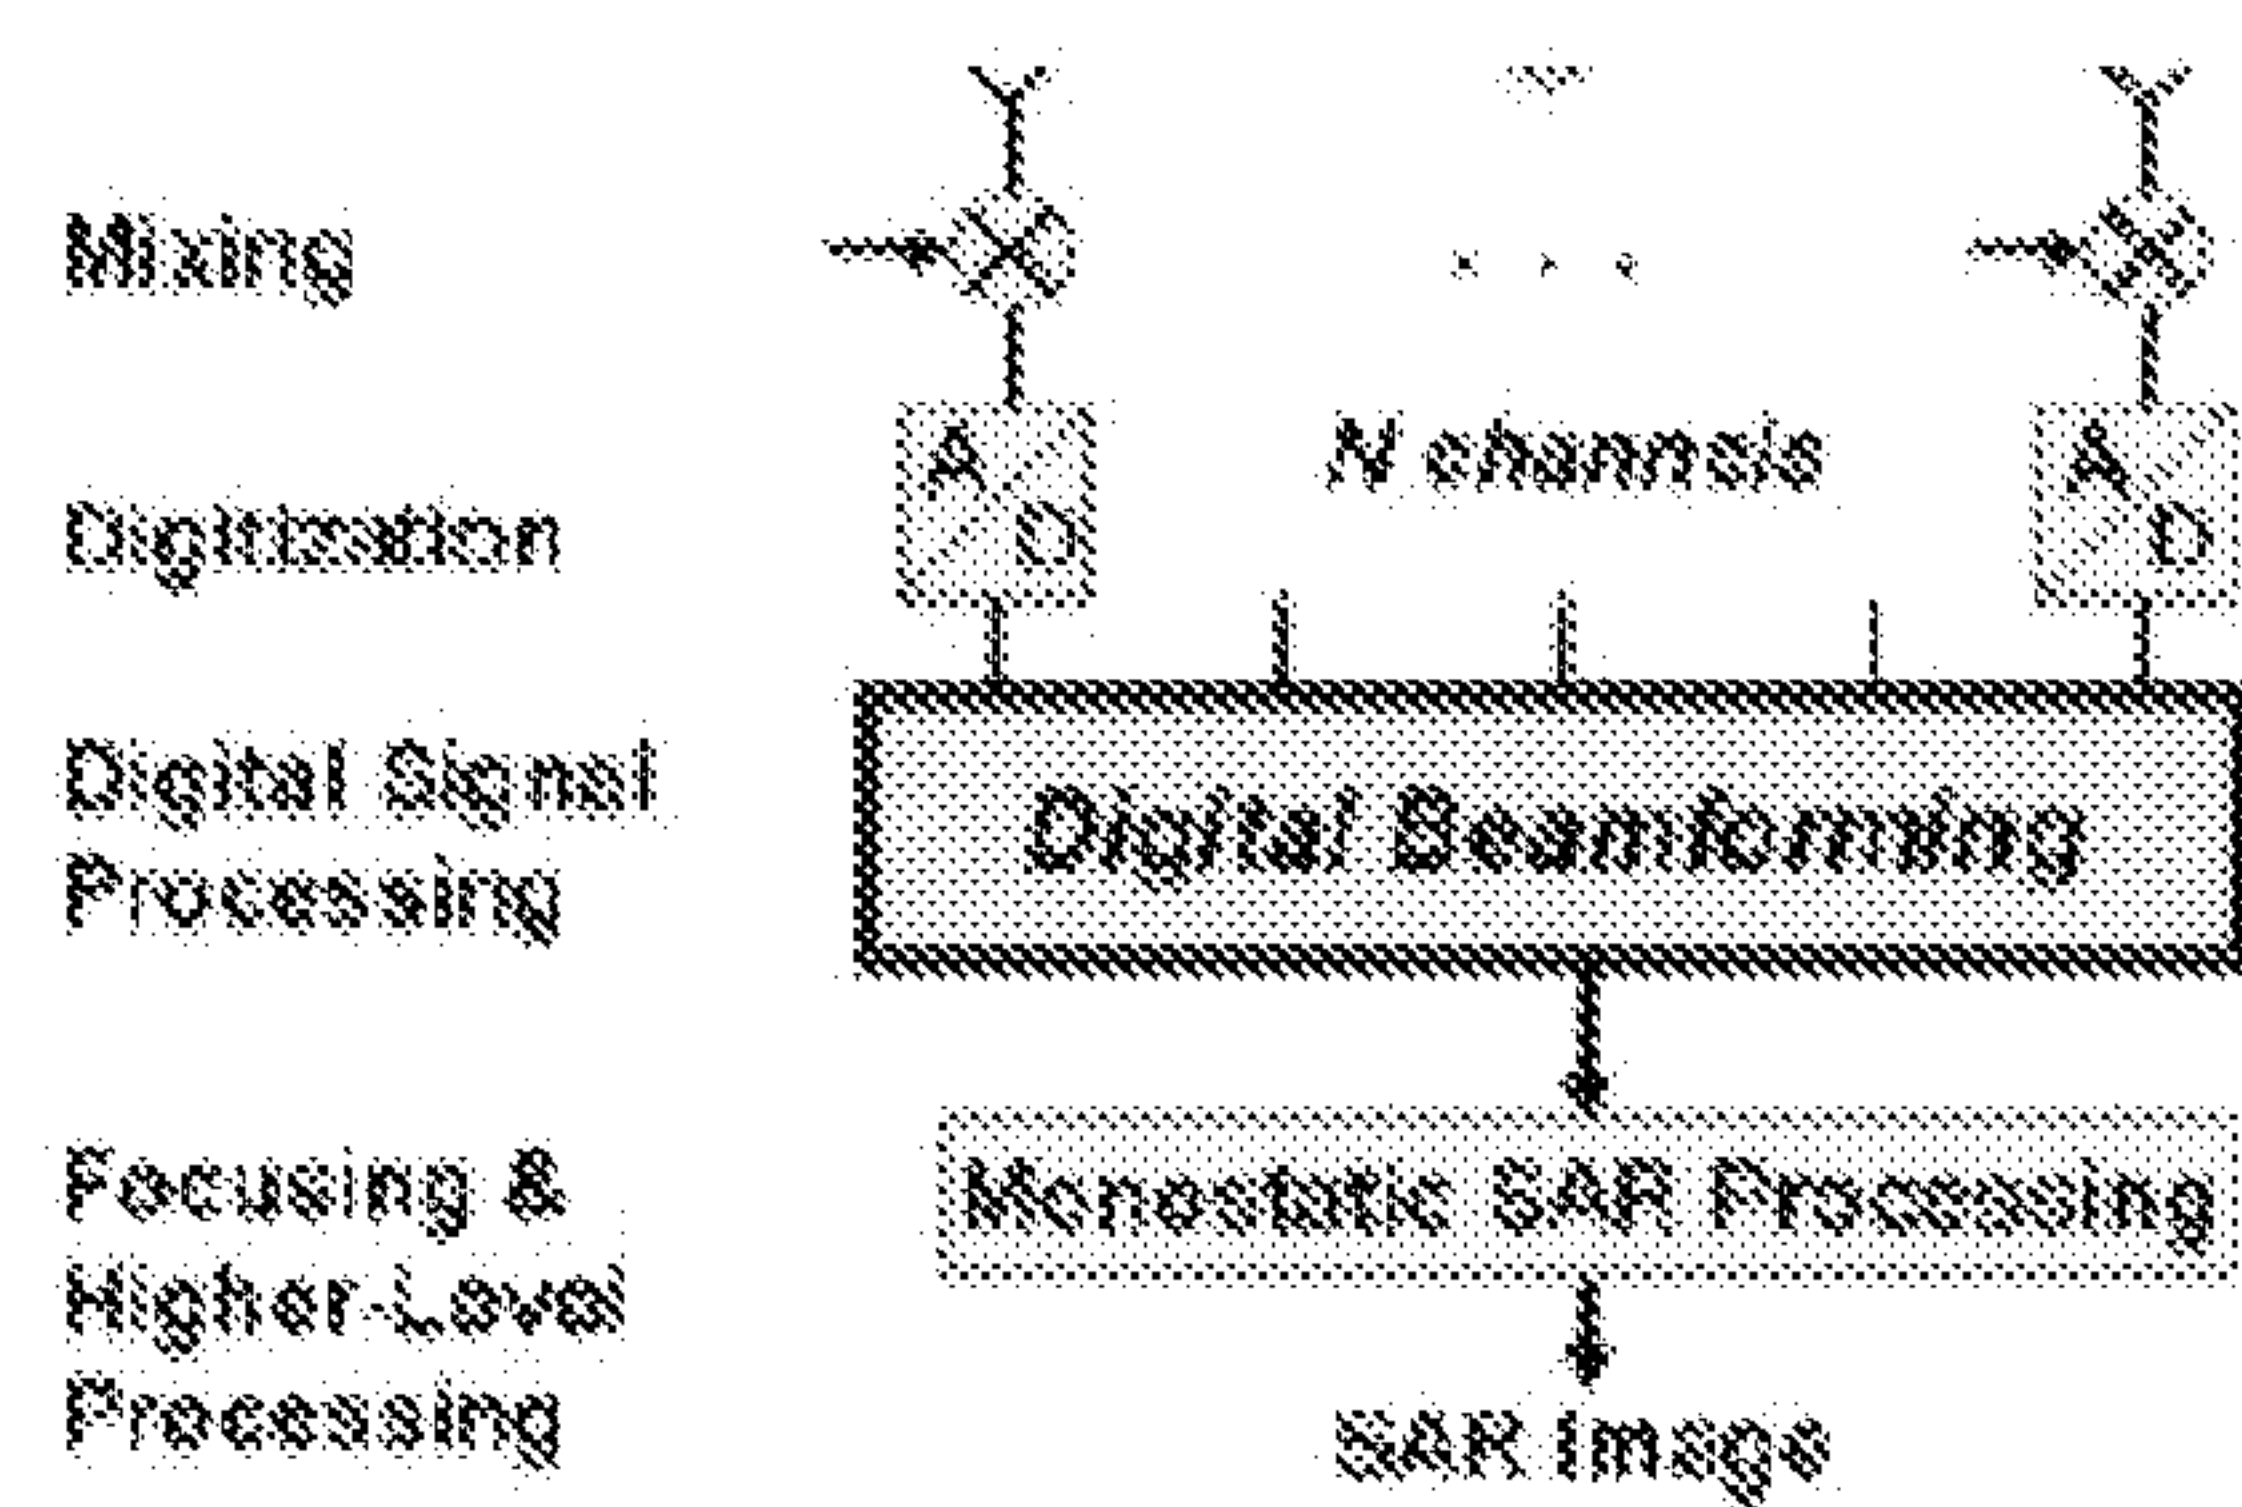 Mixing
A
D
N channels
A
D
Digitization
Digital Signal
Processing
Digital Beamforming
Focusing &
Higher-Level
Processing
Monostatic SAR Processing
SAR Image